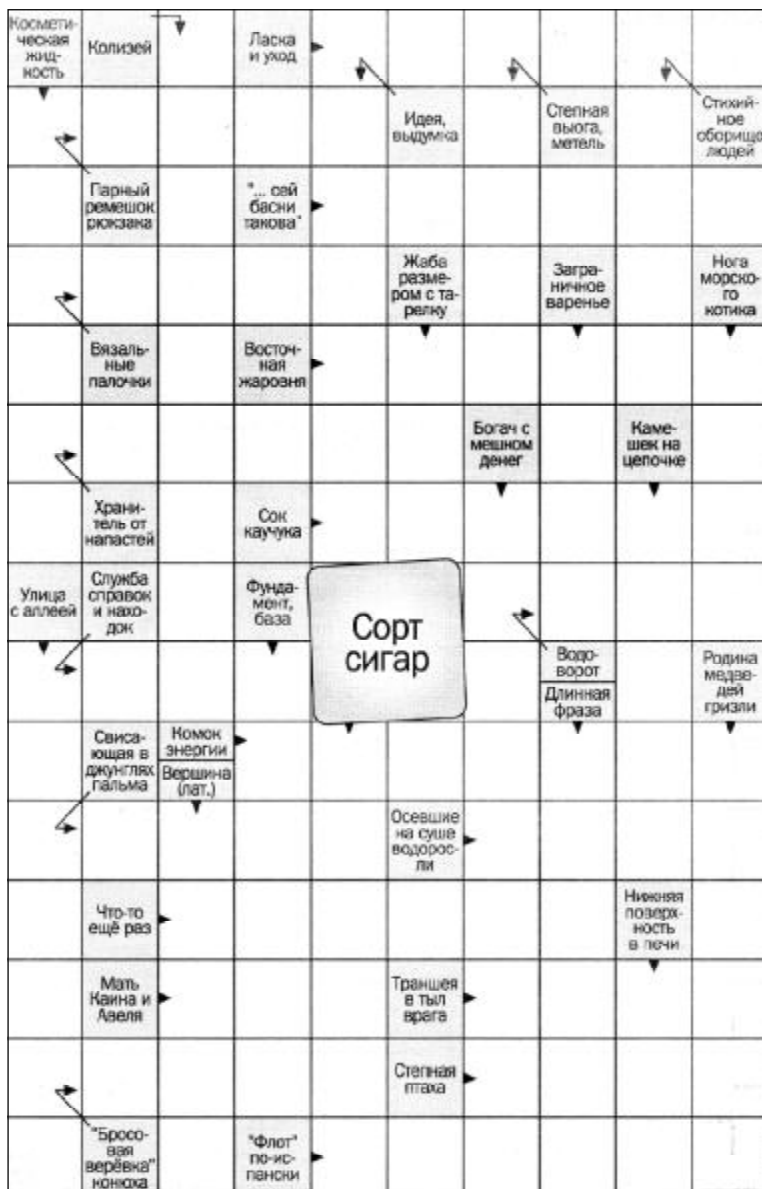 Космети-
ческая
жид-
кость
Колизей
Ласка
и уход
Идея,
выдумка
Степная
вьюга,
метель
Стихий-
ное
сборище
людей
Парный
ремешок
рюкзака
"... сей
басни
такова"
Жаба
разме-
ром с та-
релку
Загра-
ничное
варенье
Нога
морско-
го
котика
Вязаль-
ные
палочки
Восточ-
ная
жаровня
Богач с
мешком
денег
Каме-
шек на
цепочке
Храни-
тель от
напастей
Сок
каучука
Улица
с аллеей
Служба
справок
и нахо-
док
Фунда-
мент,
база
Сорт
сигар
Водо-
ворот
Длинная
фраза
Родина
медве-
дей
гризли
Свиса-
ющая в
джунглях
пальма
Комок
энергии
Вершина
(лат.)
Осевшие
на суше
водорос-
ли
Что-то
ещё раз
Нижняя
поверх-
ность
в печи
Мать
Каина и
Авеля
Траншея
в тыл
врага
Степная
птаха
"Бросо-
вая
верёвка"
конюха
"Флот"
по-ис-
пански